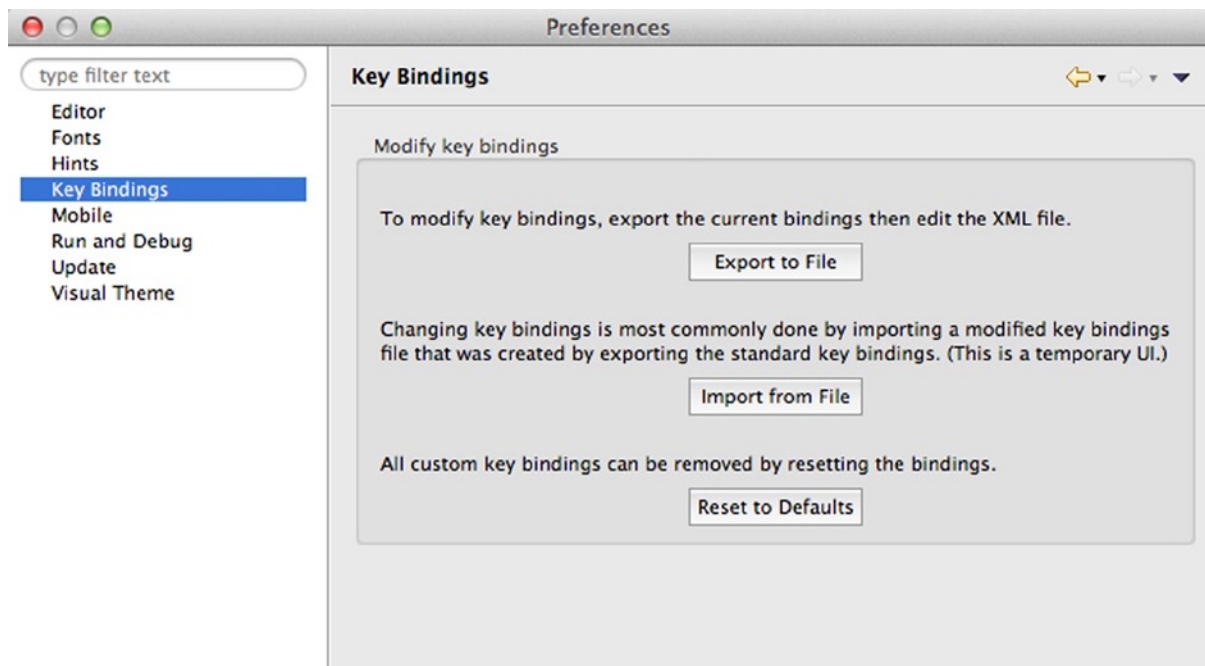 Preferences
type filter text
Editor
Fonts
Hints
Key Bindings
Mobile
Run and Debug
Update
Visual Theme
Key Bindings
Modify key bindings
To modify key bindings, export the current bindings then edit the XML file.
Export to File
Changing key bindings is most commonly done by importing a modified key bindings
file that was created by exporting the standard key bindings. (This is a temporary UI.)
Import from File
All custom key bindings can be removed by resetting the bindings.
Reset to Defaults